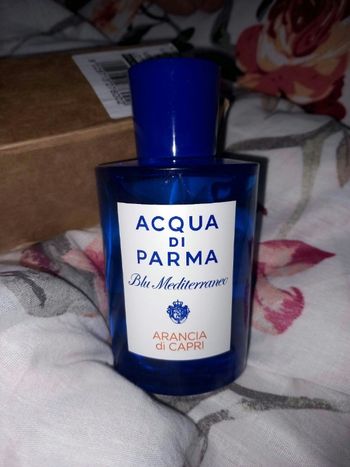 ACQUA
DI
PARMA
Blu Mediterraneo
ARANCIA
di CAPRI